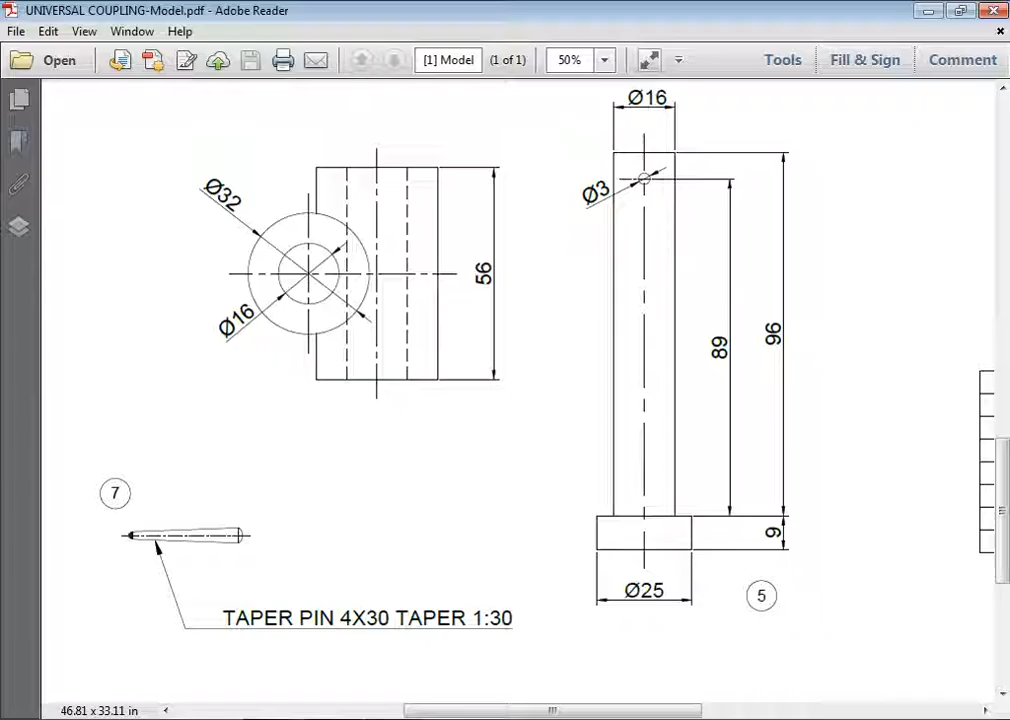 UNIVERSAL COUPLING-Model.pdf - Adobe Reader
File Edit View Window Help
Open [1] Model (1 of 1) 50% Tools Fill & Sign Comment
Ø16
Ø3
Ø32
Ø16
56
89
96
9
Ø25
5
7
TAPER PIN 4X30 TAPER 1:30
46.81 x 33.11 in